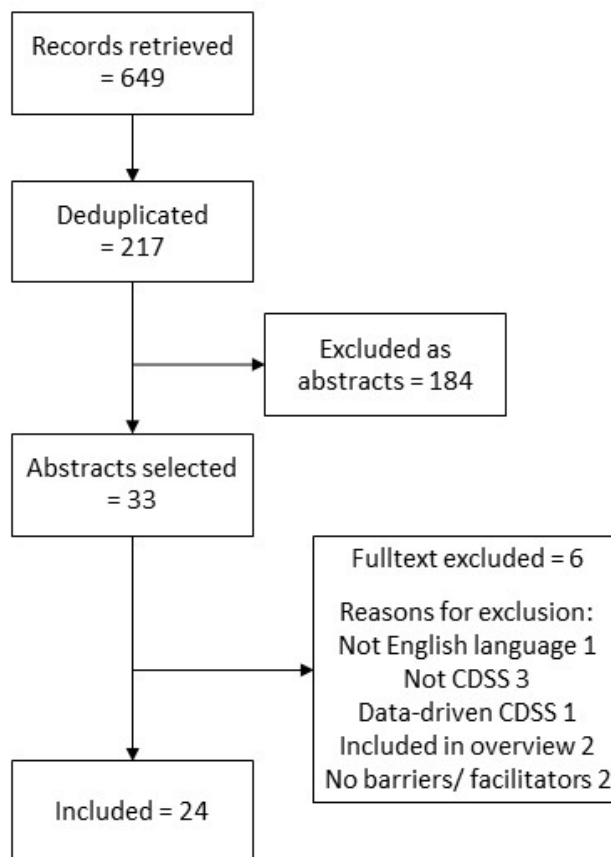 Records retrieved
= 649
Deduplicated
= 217
Excluded as
abstracts = 184
Abstracts selected
= 33
Fulltext excluded = 6
Reasons for exclusion:
Not English language 1
Not CDSS 3
Data-driven CDSS 1
Included in overview 2
No barriers/ facilitators 2
Included = 24